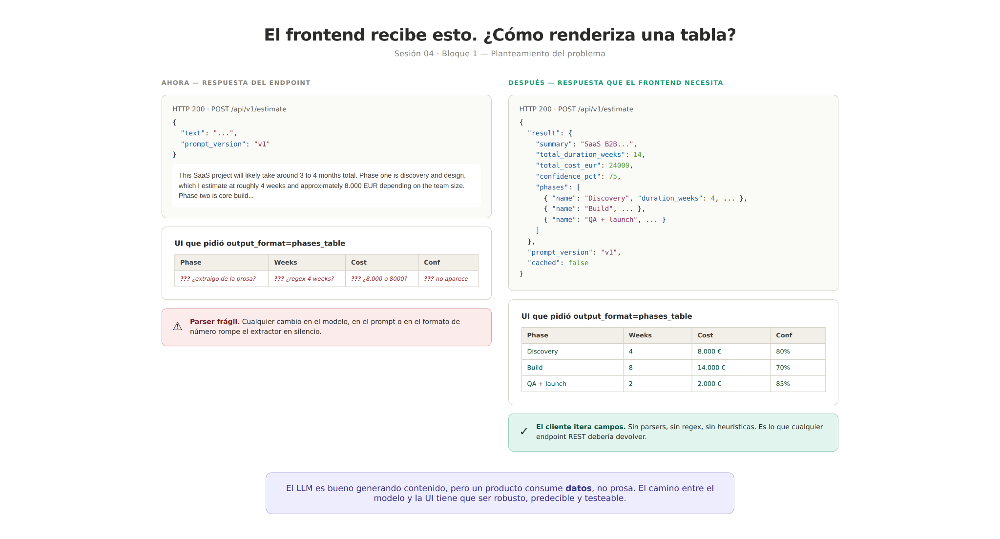 El frontend recibe esto. ¿Cómo renderiza una tabla?
Sesión 04 · Bloque 1 — Planteamiento del problema
AHORA — RESPUESTA DEL ENDPOINT
HTTP 200 · POST /api/v1/estimate
{
"text": "...",
"prompt_version": "v1"
}
This SaaS project will likely take around 3 to 4 months total. Phase one is discovery and design,
which I estimate at roughly 4 weeks and approximately 8.000 EUR depending on the team size.
Phase two is core build...
UI que pidió output_format=phases_table
Phase Weeks Cost Conf
??? ¿extraigo de la prosa? ??? ¿regex 4 weeks? ??? ¿8.000 o 8000? ??? no aparece
⚠ Parser frágil. Cualquier cambio en el modelo, en el prompt o en el formato de
número rompe el extractor en silencio.
DESPUÉS — RESPUESTA QUE EL FRONTEND NECESITA
HTTP 200 · POST /api/v1/estimate
{
"result": {
"summary": "SaaS B2B...",
"total_duration_weeks": 14,
"total_cost_eur": 24000,
"confidence_pct": 75,
"phases": [
{ "name": "Discovery", "duration_weeks": 4, ... },
{ "name": "Build", ... },
{ "name": "QA + launch", ... }
]
},
"prompt_version": "v1",
"cached": false
}
UI que pidió output_format=phases_table
Phase Weeks Cost Conf
Discovery 4 8.000 € 80%
Build 8 14.000 € 70%
QA + launch 2 2.000 € 85%
✓ El cliente itera campos. Sin parsers, sin regex, sin heurísticas. Es lo que cualquier
endpoint REST debería devolver.
El LLM es bueno generando contenido, pero un producto consume datos, no prosa. El camino entre el
modelo y la UI tiene que ser robusto, predecible y testeable.